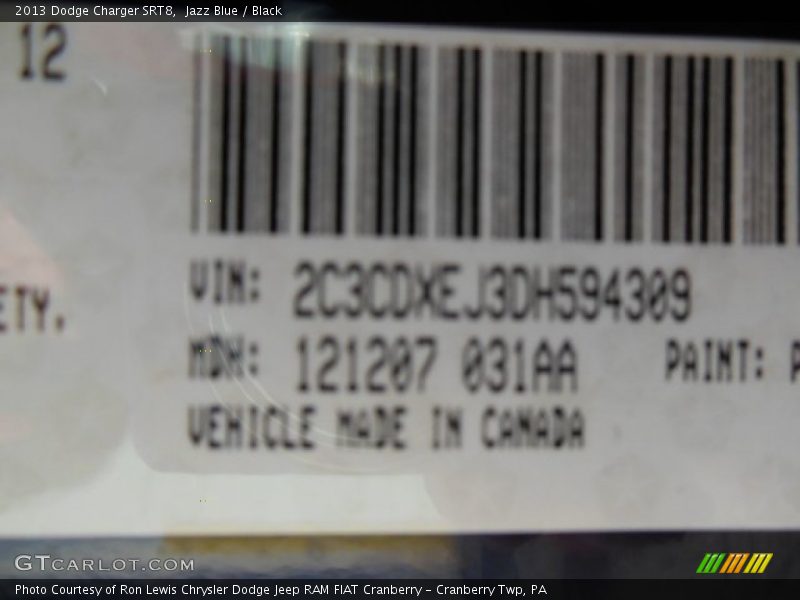 2013 Dodge Charger SRT8,  Jazz Blue / Black
12
ETY.
VIN: 2C3CDXEJ3DH594309
MDH: 121207 031AA
PAINT: P
VEHICLE MADE IN CANADA
GTCARLOT.COM
Photo Courtesy of Ron Lewis Chrysler Dodge Jeep RAM FIAT Cranberry – Cranberry Twp, PA